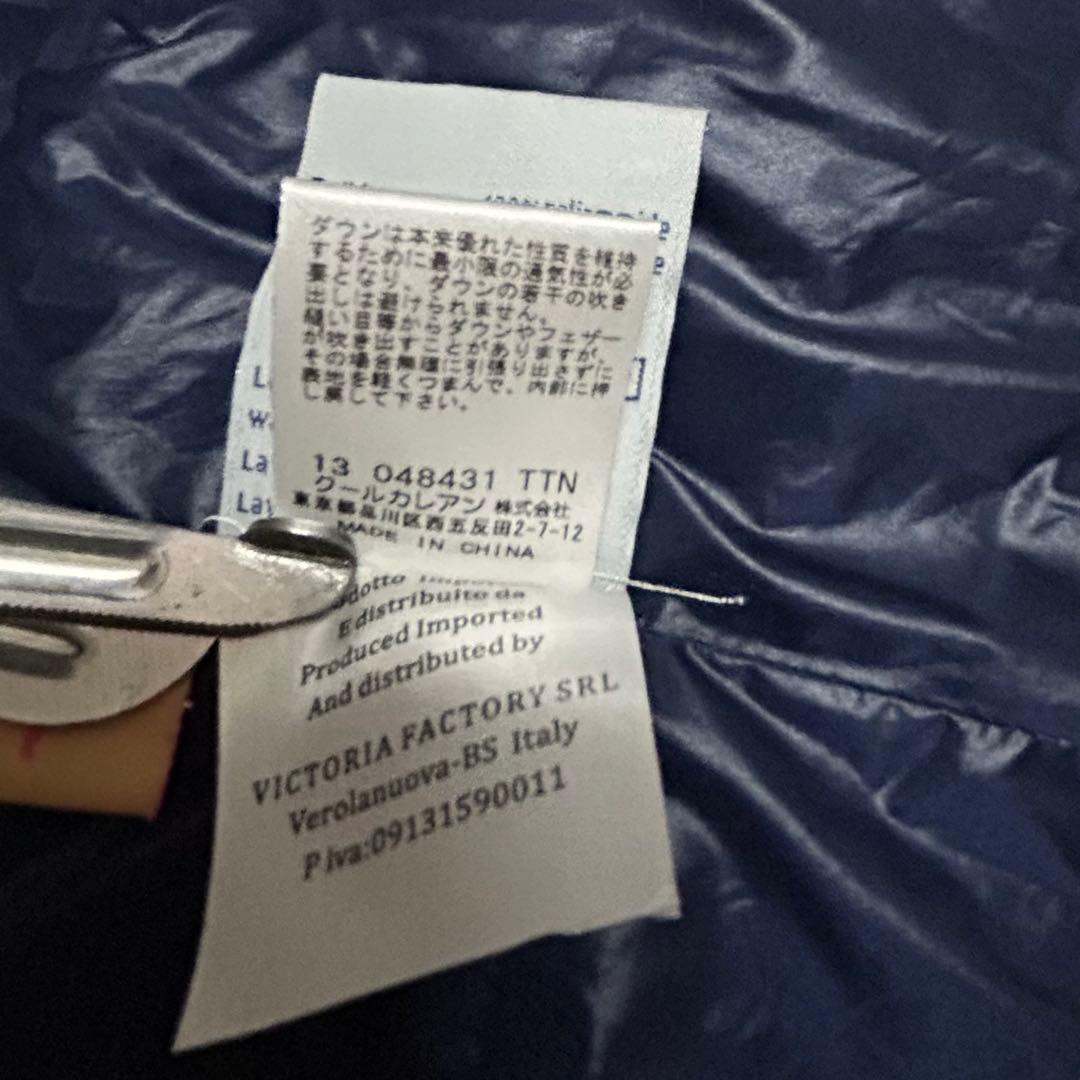 100% poliammide
ダウンは本来優れた性質を維持
するために最小限の通気性が必
要となり、ダウンの若干の吹き
出しは避けられません。
縫い目等からダウンやフェザー
が吹き出すことがありますが、
その場合無理に引張り出さずに
表地を軽くつまんで、内部に押
し戻して下さい。
W
La
La
13 048431 TTN
クールカレアン 株式会社
東京都品川区西五反田2-7-12
MADE IN CHINA
E distribuito da
Produced Imported
And distributed by
VICTORIA FACTORY SRL
Verolanuova-BS Italy
P iva:09131590011